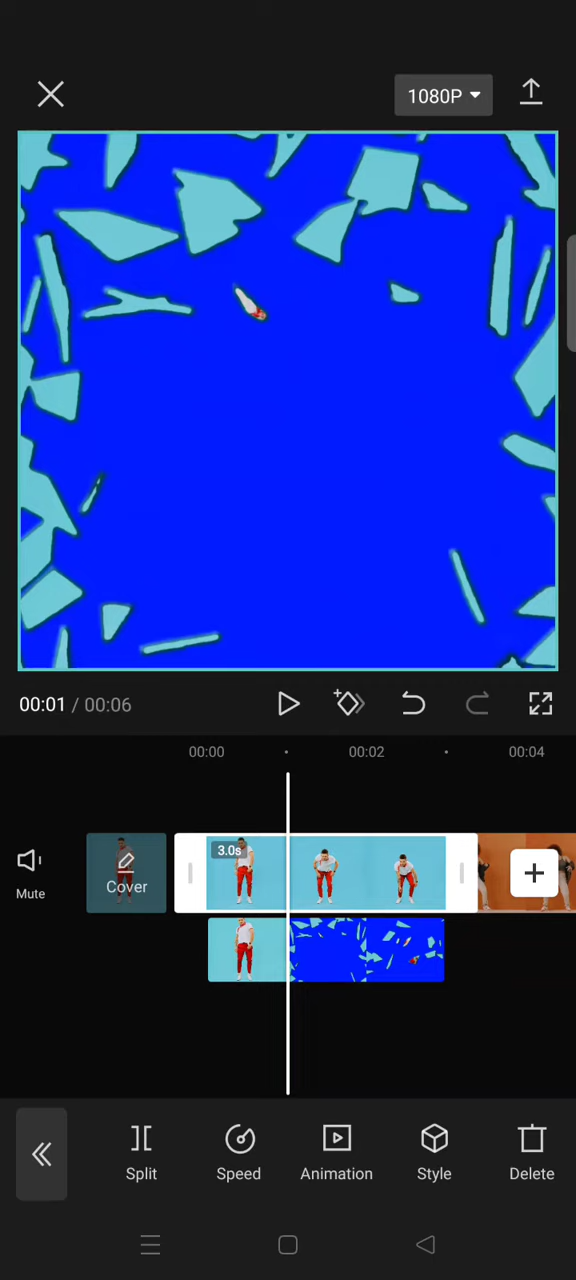 1080P
00:01 / 00:06
00:00
00:02
00:04
3.0s
Cover
Mute
Split
Speed
Animation
Style
Delete